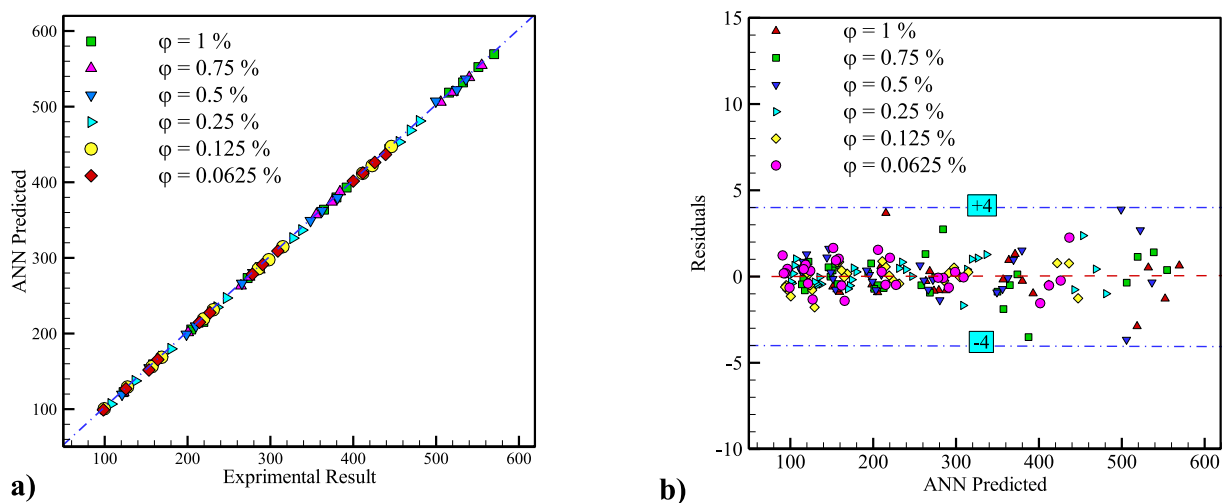 600
500
400
300
200
100
100 200 300 400 500 600
ANN Predicted
Exprimental Result
φ = 1 %
φ = 0.75 %
φ = 0.5 %
φ = 0.25 %
φ = 0.125 %
φ = 0.0625 %
a)
15
10
5
0
-5
-10
100 200 300 400 500 600
Residuals
ANN Predicted
φ = 1 %
φ = 0.75 %
φ = 0.5 %
φ = 0.25 %
φ = 0.125 %
φ = 0.0625 %
+4
-4
b)